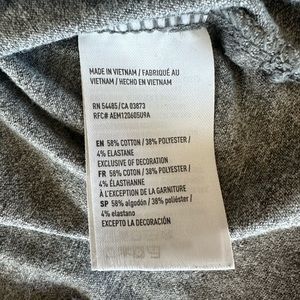 MADE IN VIETNAM / FABRIQUÉ AU
VIETNAM / HECHO EN VIETNAM
RN 54485/CA 03873
RFC# AEM120605U9A
EN 58% COTTON / 38% POLYESTER /
4% ELASTANE
EXCLUSIVE OF DECORATION
FR 58% COTON / 38% POLYESTER /
4% ÉLASTHANNE
À L'EXCEPTION DE LA GARNITURE
SP 58% algodón / 38% poliéster /
4% elastano
EXCEPTO LA DECORACIÓN